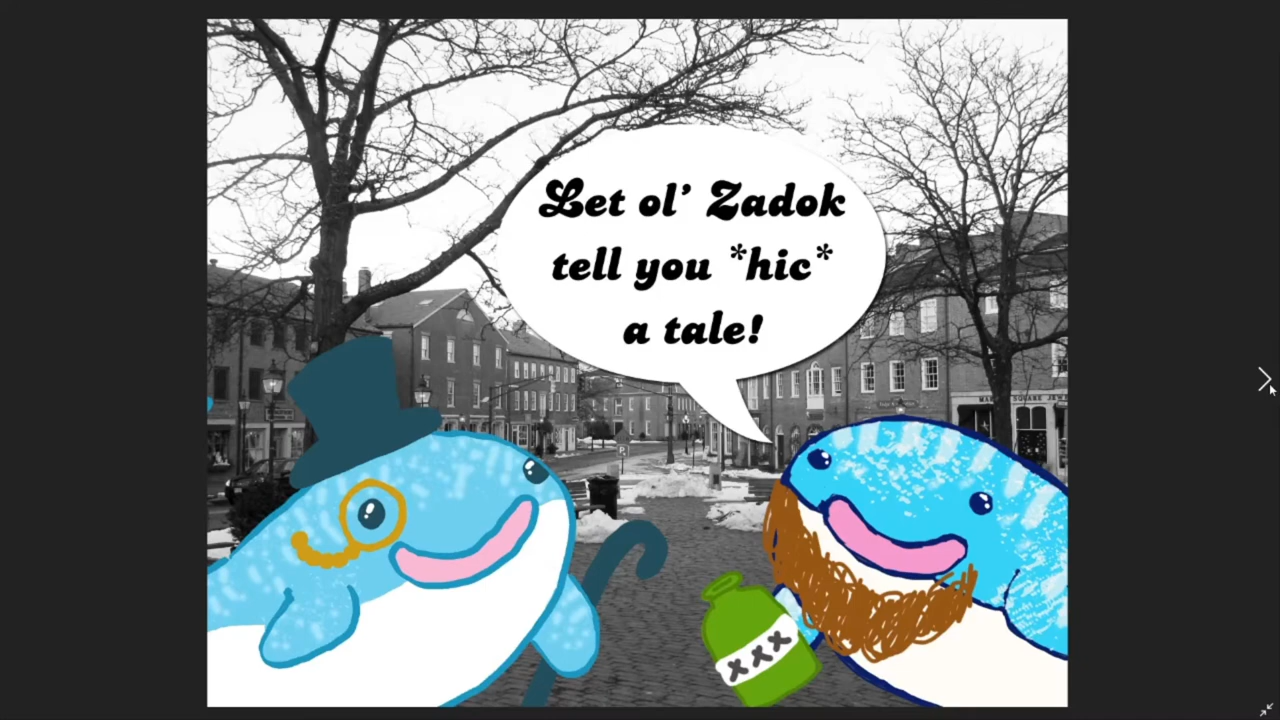 Let ol' Zadok
tell you *hic*
a tale!
xxx
P